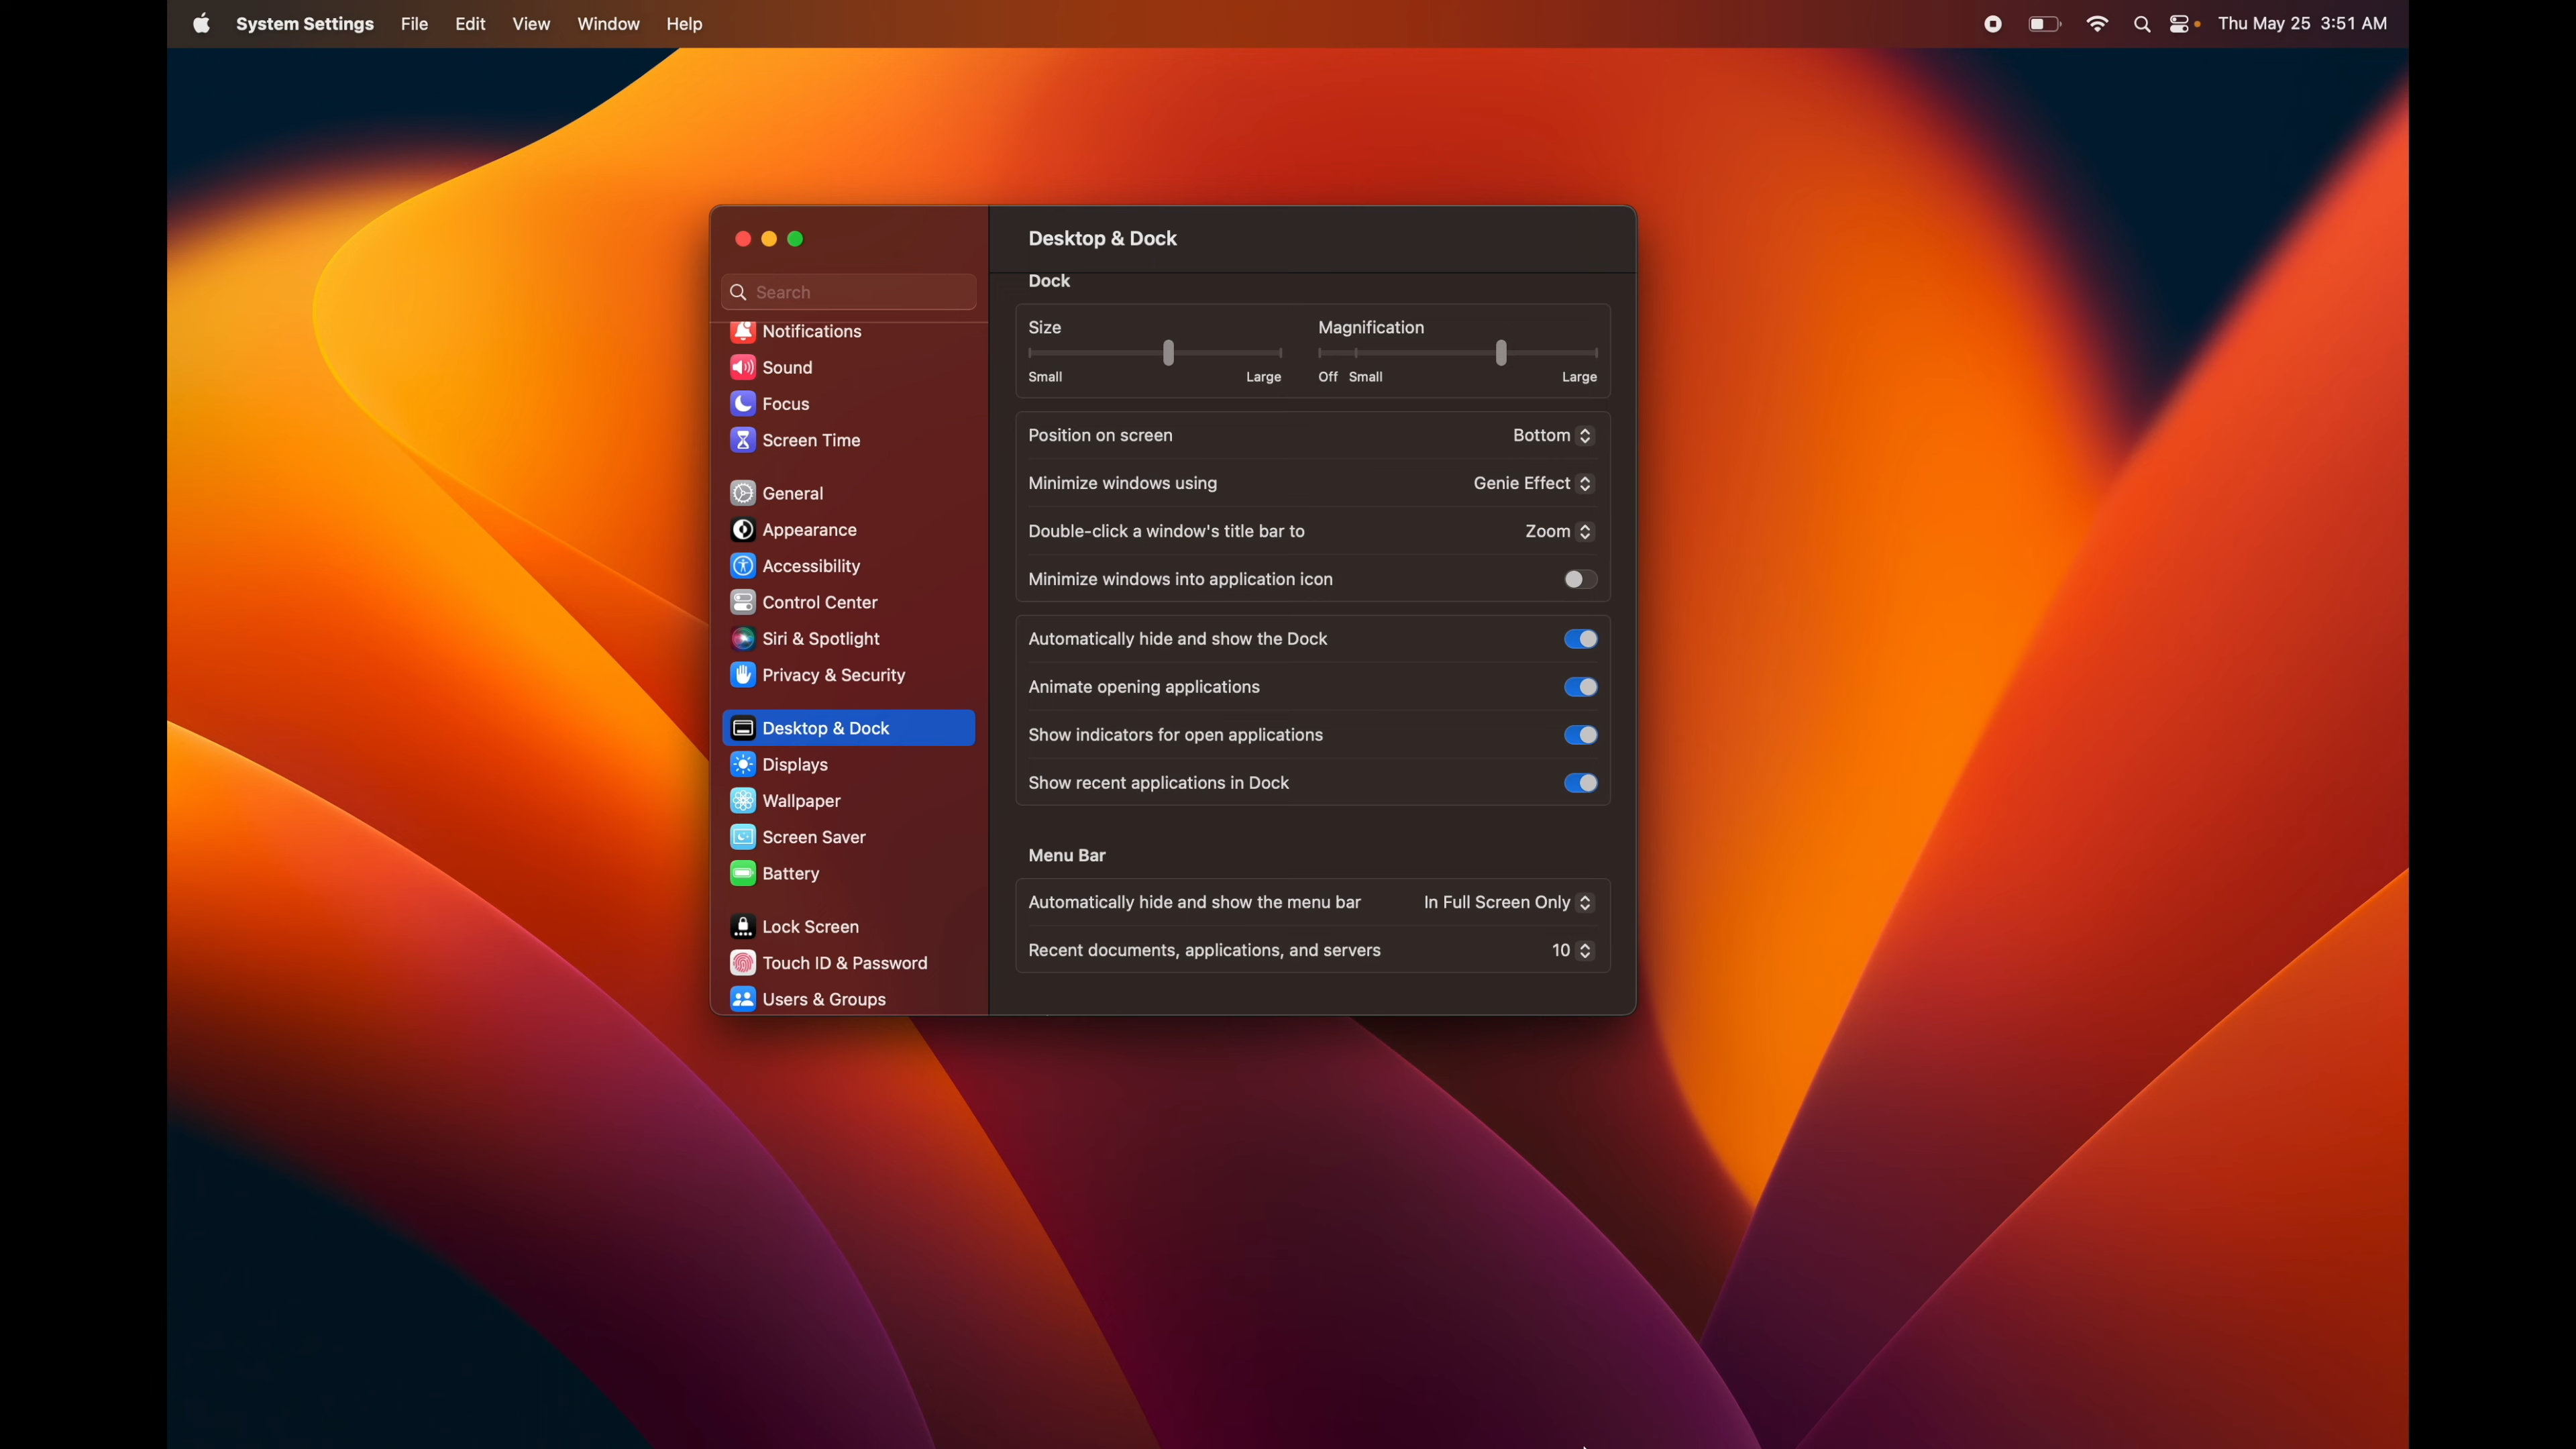 System Settings File Edit View Window Help Thu May 25 3:51 AM
Search
Notifications
Sound
Focus
Screen Time
General
Appearance
Accessibility
Control Center
Siri & Spotlight
Privacy & Security
Desktop & Dock
Displays
Wallpaper
Screen Saver
Battery
Lock Screen
Touch ID & Password
Users & Groups
Desktop & Dock
Dock
Size Magnification
Small Large Off Small Large
Position on screen Bottom
Minimize windows using Genie Effect
Double-click a window's title bar to Zoom
Minimize windows into application icon
Automatically hide and show the Dock
Animate opening applications
Show indicators for open applications
Show recent applications in Dock
Menu Bar
Automatically hide and show the menu bar In Full Screen Only
Recent documents, applications, and servers 10